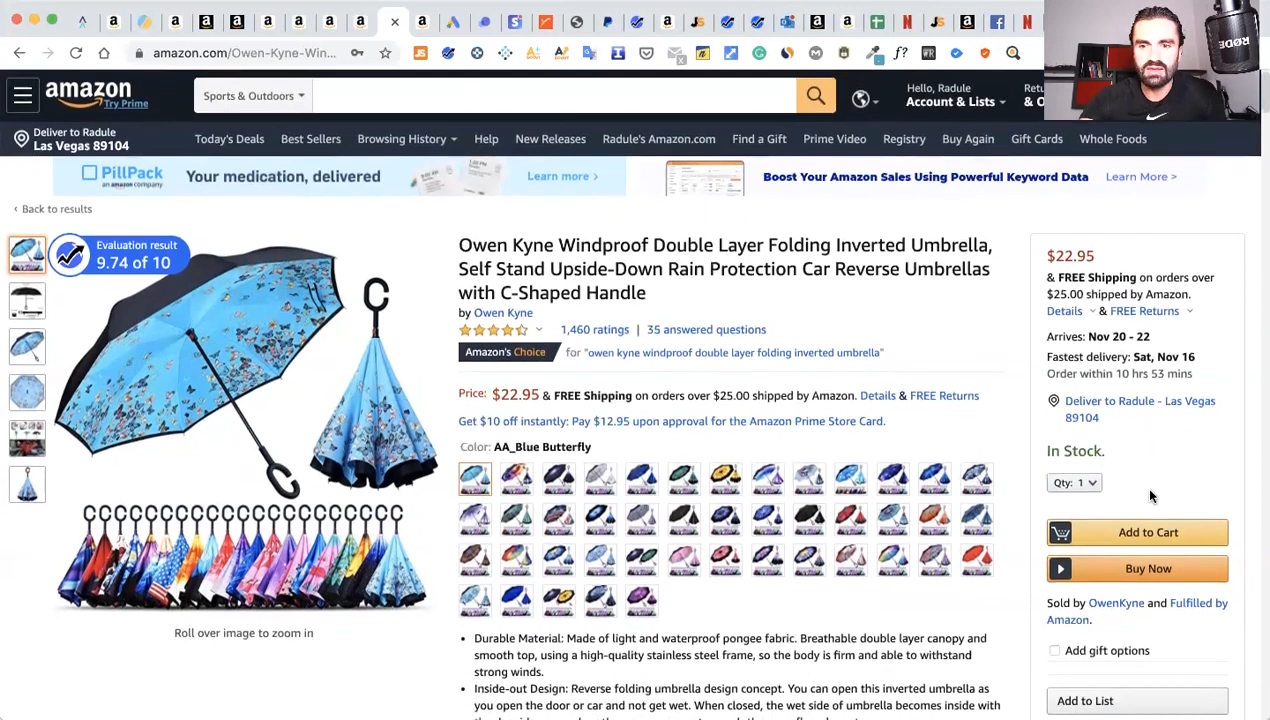 amazon.com/Owen-Kyne-Win...
RØDE
amazon
Try Prime
Sports & Outdoors
Hello, Radule
Account & Lists
Retu
& O
Deliver to Radule
Las Vegas 89104
Today's Deals
Best Sellers
Browsing History
Help
New Releases
Radule's Amazon.com
Find a Gift
Prime Video
Registry
Buy Again
Gift Cards
Whole Foods
PillPack
an amazon company
Your medication, delivered
Learn more ›
Boost Your Amazon Sales Using Powerful Keyword Data
Learn More >
‹ Back to results
Evaluation result
9.74 of 10
Roll over image to zoom in
Owen Kyne Windproof Double Layer Folding Inverted Umbrella,
Self Stand Upside-Down Rain Protection Car Reverse Umbrellas
with C-Shaped Handle
by Owen Kyne
1,460 ratings | 35 answered questions
Amazon's Choice for "owen kyne windproof double layer folding inverted umbrella"
Price: $22.95 & FREE Shipping on orders over $25.00 shipped by Amazon. Details & FREE Returns
Get $10 off instantly: Pay $12.95 upon approval for the Amazon Prime Store Card.
Color: AA_Blue Butterfly
• Durable Material: Made of light and waterproof pongee fabric. Breathable double layer canopy and
smooth top, using a high-quality stainless steel frame, so the body is firm and able to withstand
strong winds.
• Inside-out Design: Reverse folding umbrella design concept. You can open this inverted umbrella as
you open the door or car and not get wet. When closed, the wet side of umbrella becomes inside with
$22.95
& FREE Shipping on orders over
$25.00 shipped by Amazon.
Details & FREE Returns
Arrives: Nov 20 - 22
Fastest delivery: Sat, Nov 16
Order within 10 hrs 53 mins
Deliver to Radule - Las Vegas
89104
In Stock.
Qty: 1
Add to Cart
Buy Now
Sold by OwenKyne and Fulfilled by
Amazon.
Add gift options
Add to List